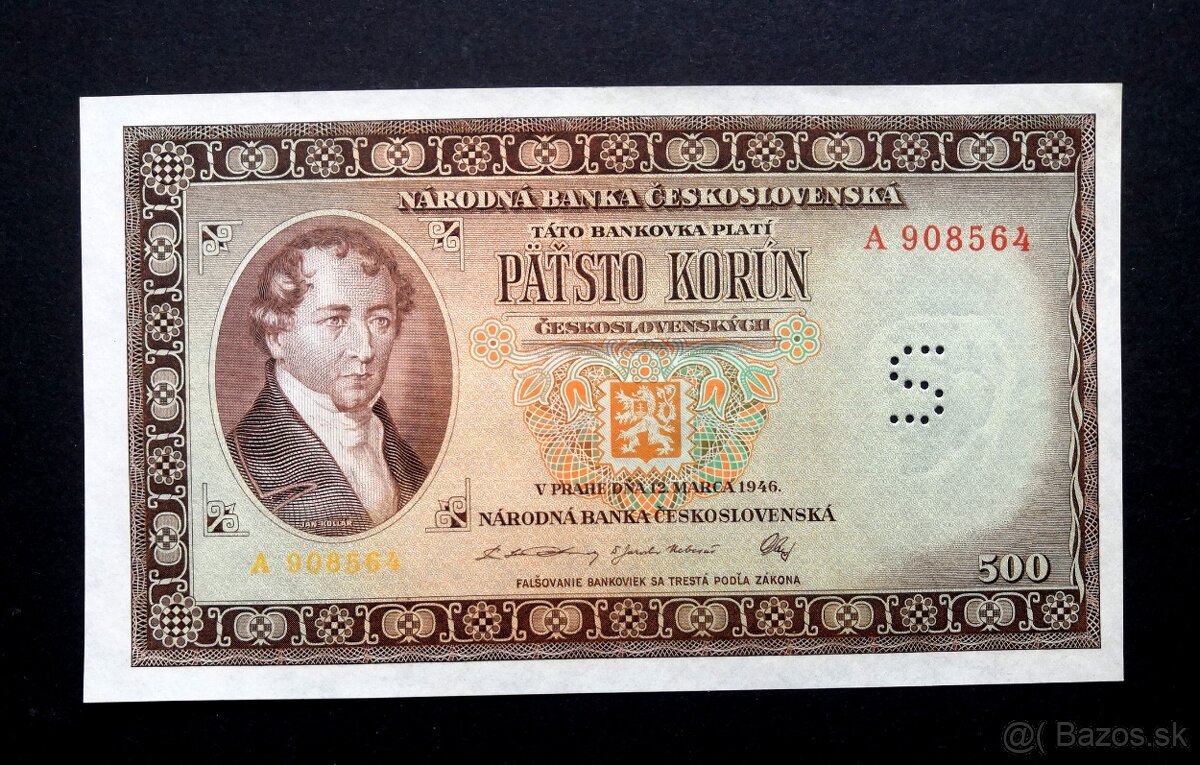 NÁRODNÁ BANKA ČESKOSLOVENSKÁ
TÁTO BANKOVKA PLATÍ
A 908564
PÄŤSTO KORÚN
ČESKOSLOVENSKÝCH
S
V PRAHE DŇA 12. MARCA 1946.
NÁRODNÁ BANKA ČESKOSLOVENSKÁ
JÁN KOLLÁR
A 908564
FALŠOVANIE BANKOVIEK SA TRESTÁ PODĽA ZÁKONA
500
@( Bazos.sk